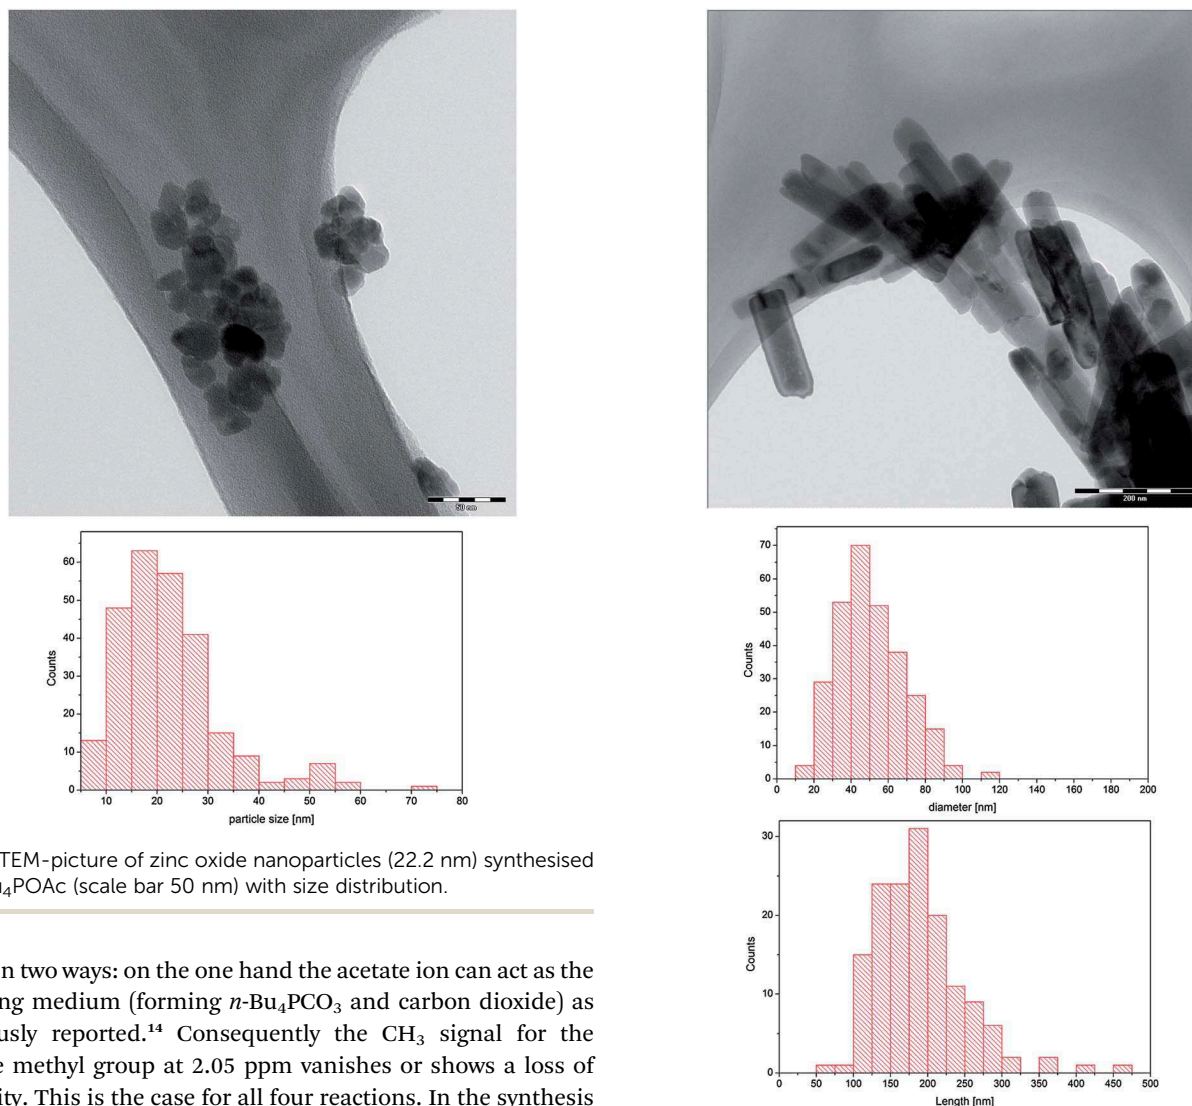 50 nm
60
50
40
30
20
10
0
Counts
10 20 30 40 50 60 70 80
particle size [nm]
TEM-picture of zinc oxide nanoparticles (22.2 nm) synthesised
u₄POAc (scale bar 50 nm) with size distribution.
n two ways: on the one hand the acetate ion can act as the
ng medium (forming n-Bu₄PCO₃ and carbon dioxide) as
usly reported.¹⁴ Consequently the CH₃ signal for the
e methyl group at 2.05 ppm vanishes or shows a loss of
ity. This is the case for all four reactions. In the synthesis
200 nm
70
60
50
40
30
20
10
0
Counts
0 20 40 60 80 100 120 140 160 180 200
diameter [nm]
30
20
10
0
Counts
0 50 100 150 200 250 300 350 400 450 500
Length [nm]